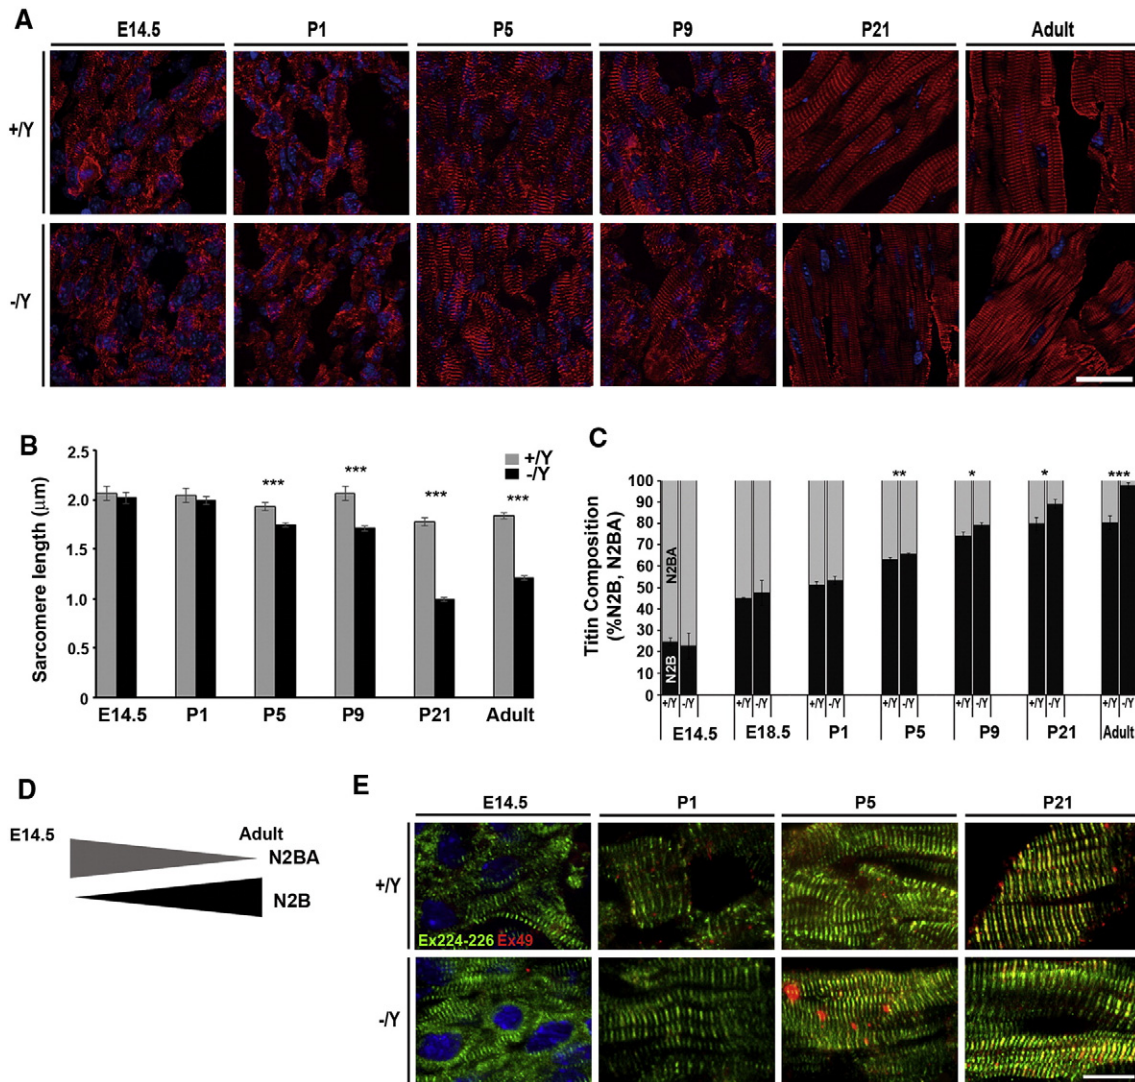 A
E14.5 P1 P5 P9 P21 Adult
+/Y
-/Y
B
Sarcomere length (μm)
2.5
2.0
1.5
1.0
0.5
0
+/Y
-/Y
*** *** *** ***
E14.5 P1 P5 P9 P21 Adult
C
Titin Composition
(%N2B, N2BA)
100
90
80
70
60
50
40
30
20
10
0
** * * ***
N2BA
N2B
+/Y -/Y +/Y -/Y +/Y -/Y +/Y -/Y +/Y -/Y +/Y -/Y +/Y -/Y
E14.5 E18.5 P1 P5 P9 P21 Adult
D
E14.5 Adult
N2BA
N2B
E
E14.5 P1 P5 P21
+/Y
Ex224-226 Ex49
-/Y